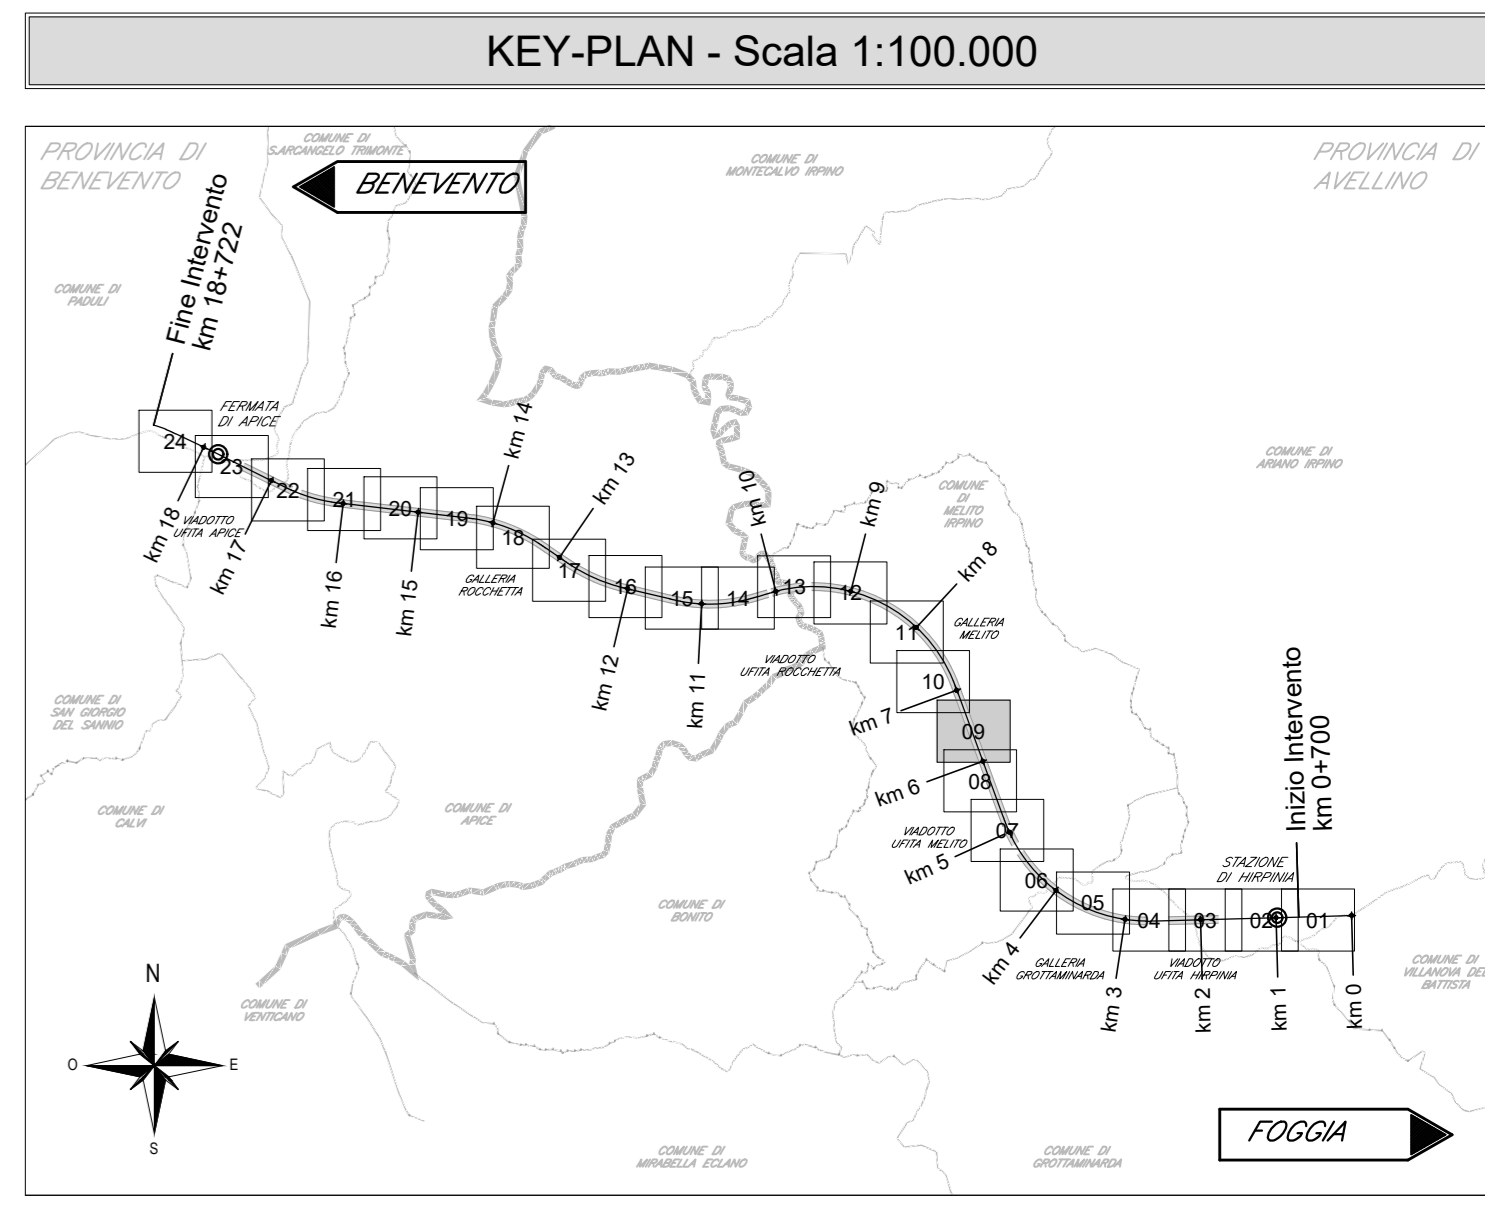 KEY-PLAN - Scala 1:100.000
PROVINCIA DI
BENEVENTO
COMUNE DI
S.ARCANGELO TRIMONTE
BENEVENTO
COMUNE DI
MONTECALVO IRPINO
PROVINCIA DI
AVELLINO
COMUNE DI
PADULI
Fine Intervento
km 18+722
FERMATA
DI APICE
24
23
22
21
20
19
18
17
16
15
14
13
12
11
10
09
08
07
06
05
04
03
02
01
km 18
km 17
km 16
km 15
km 14
km 13
km 12
km 11
km 10
km 9
km 8
km 7
km 6
km 5
km 4
km 3
km 2
km 1
km 0
VIADOTTO
UFITA APICE
GALLERIA
ROCCHETTA
VIADOTTO
UFITA ROCCHETTA
GALLERIA
MELITO
VIADOTTO
UFITA MELITO
GALLERIA
GROTTAMINARDA
VIADOTTO
UFITA HIRPINIA
STAZIONE
DI HIRPINIA
Inizio Intervento
km 0+700
COMUNE
DI
MELITO
IRPINO
COMUNE DI
ARIANO IRPINO
COMUNE DI
SAN GIORGIO
DEL SANNIO
COMUNE DI
CALVI
COMUNE DI
APICE
COMUNE DI
BONITO
COMUNE DI
VENTICANO
COMUNE DI
VILLANOVA DEL
BATTISTA
COMUNE DI
MIRABELLA ECLANO
COMUNE DI
GROTTAMINARDA
N
O
E
S
FOGGIA